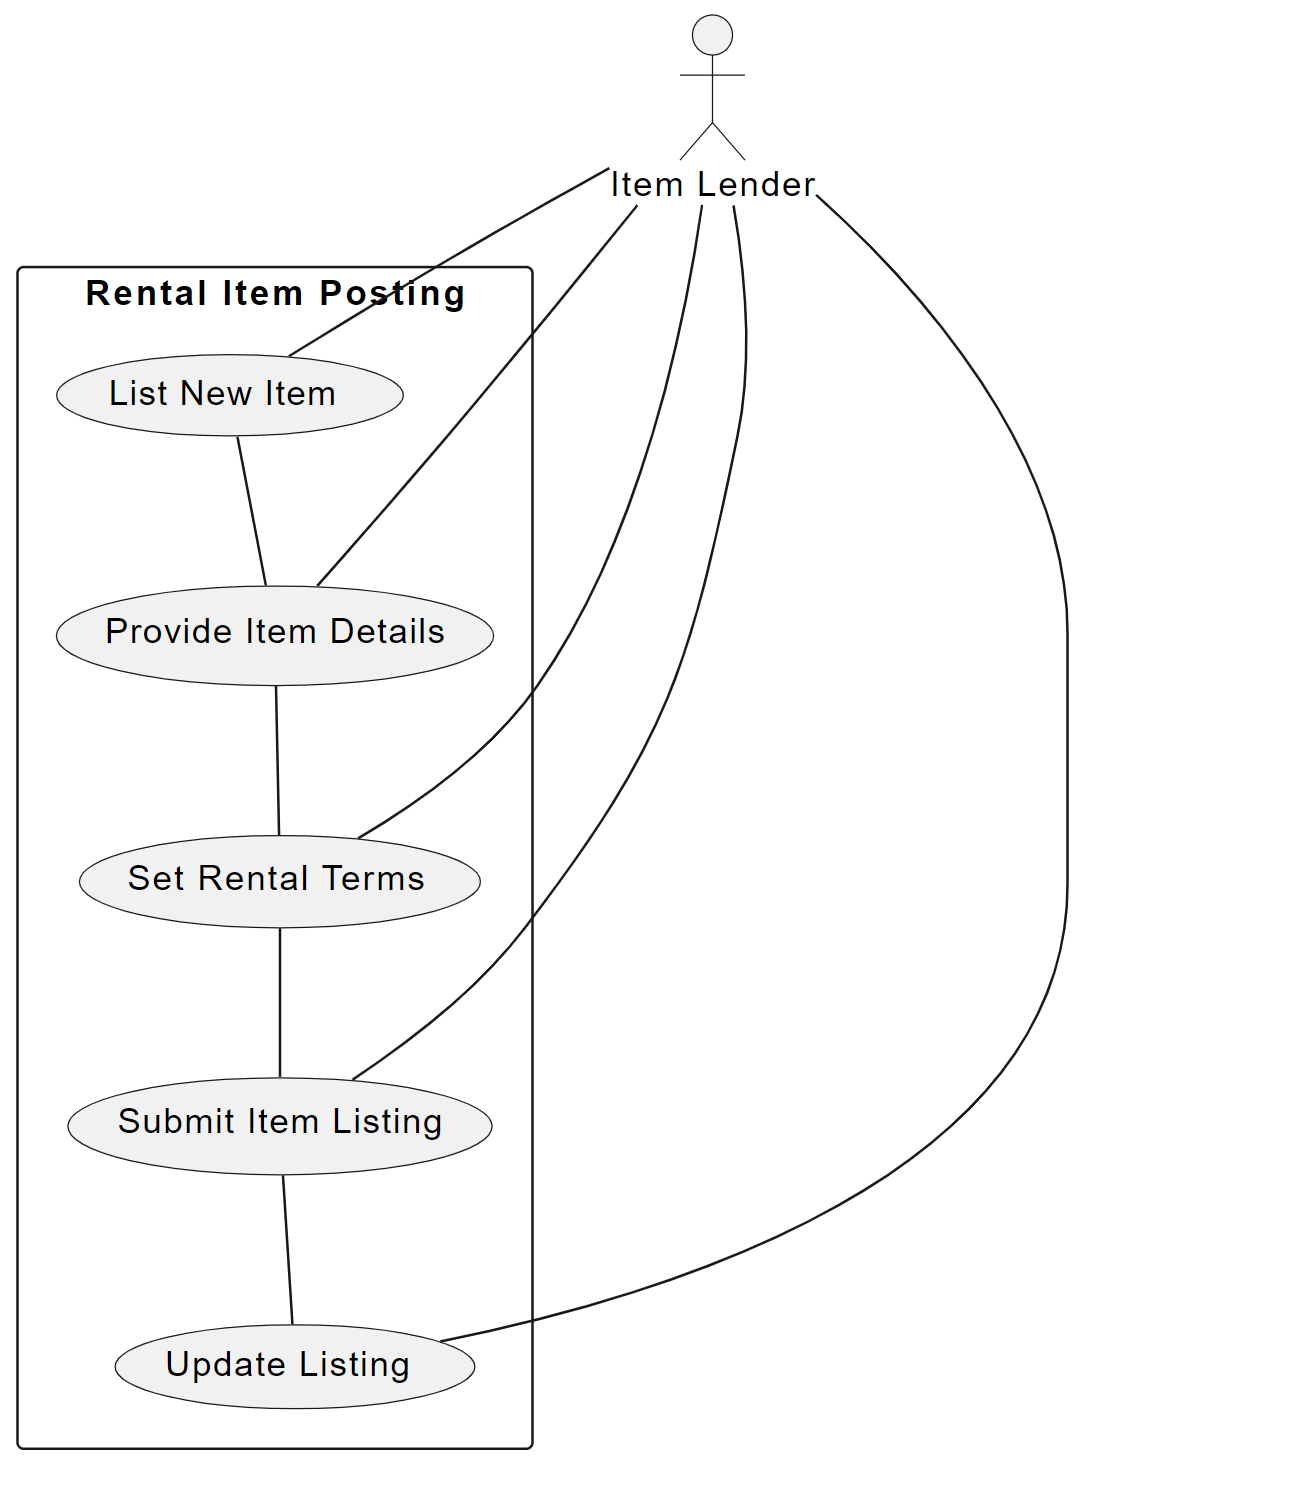 Item Lender
Rental Item Posting
List New Item
Provide Item Details
Set Rental Terms
Submit Item Listing
Update Listing